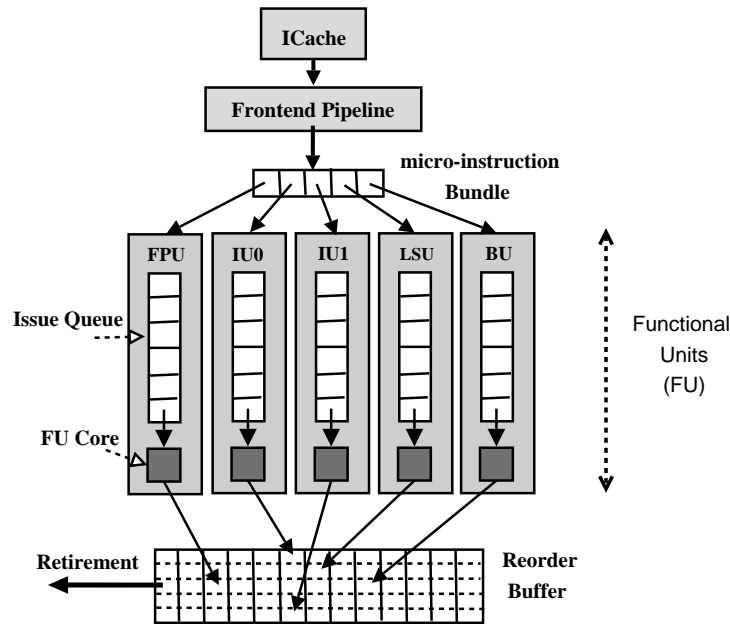 ICache
Frontend Pipeline
micro-instruction
Bundle
FPU
IU0
IU1
LSU
BU
Issue Queue
Functional
Units
(FU)
FU Core
Retirement
Reorder
Buffer